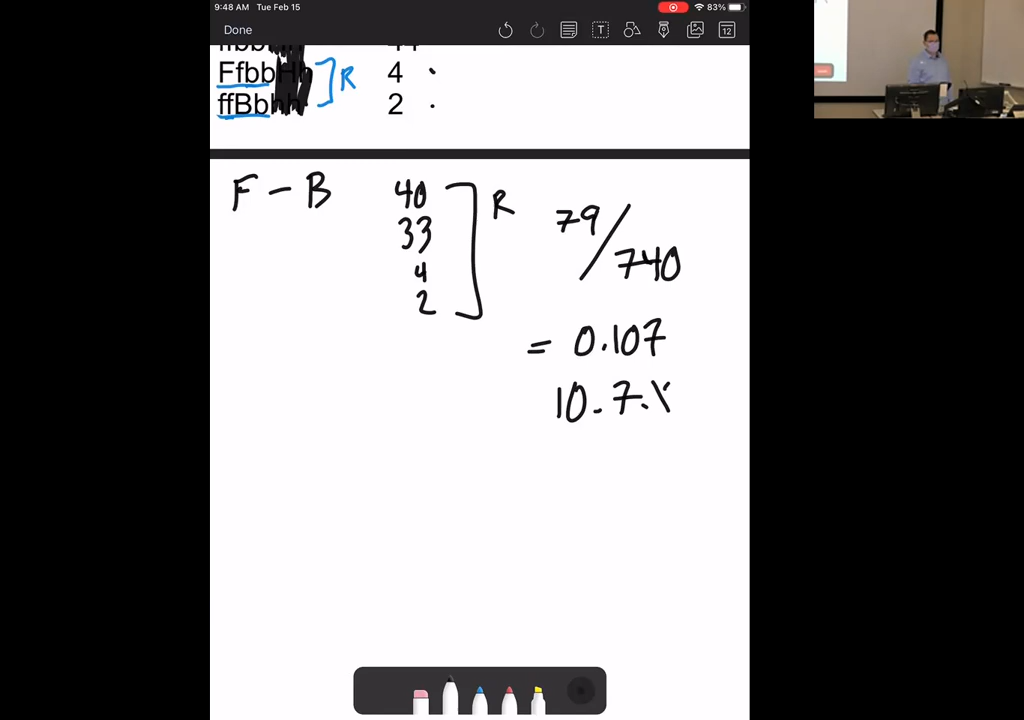 9:48 AM Tue Feb 15
83%
Done
T
12
FfbbHh ] R 4 .
ffBbhh 2 .
F - B 40 ] R 79/740
33
4
2
= 0.107
10.7.%